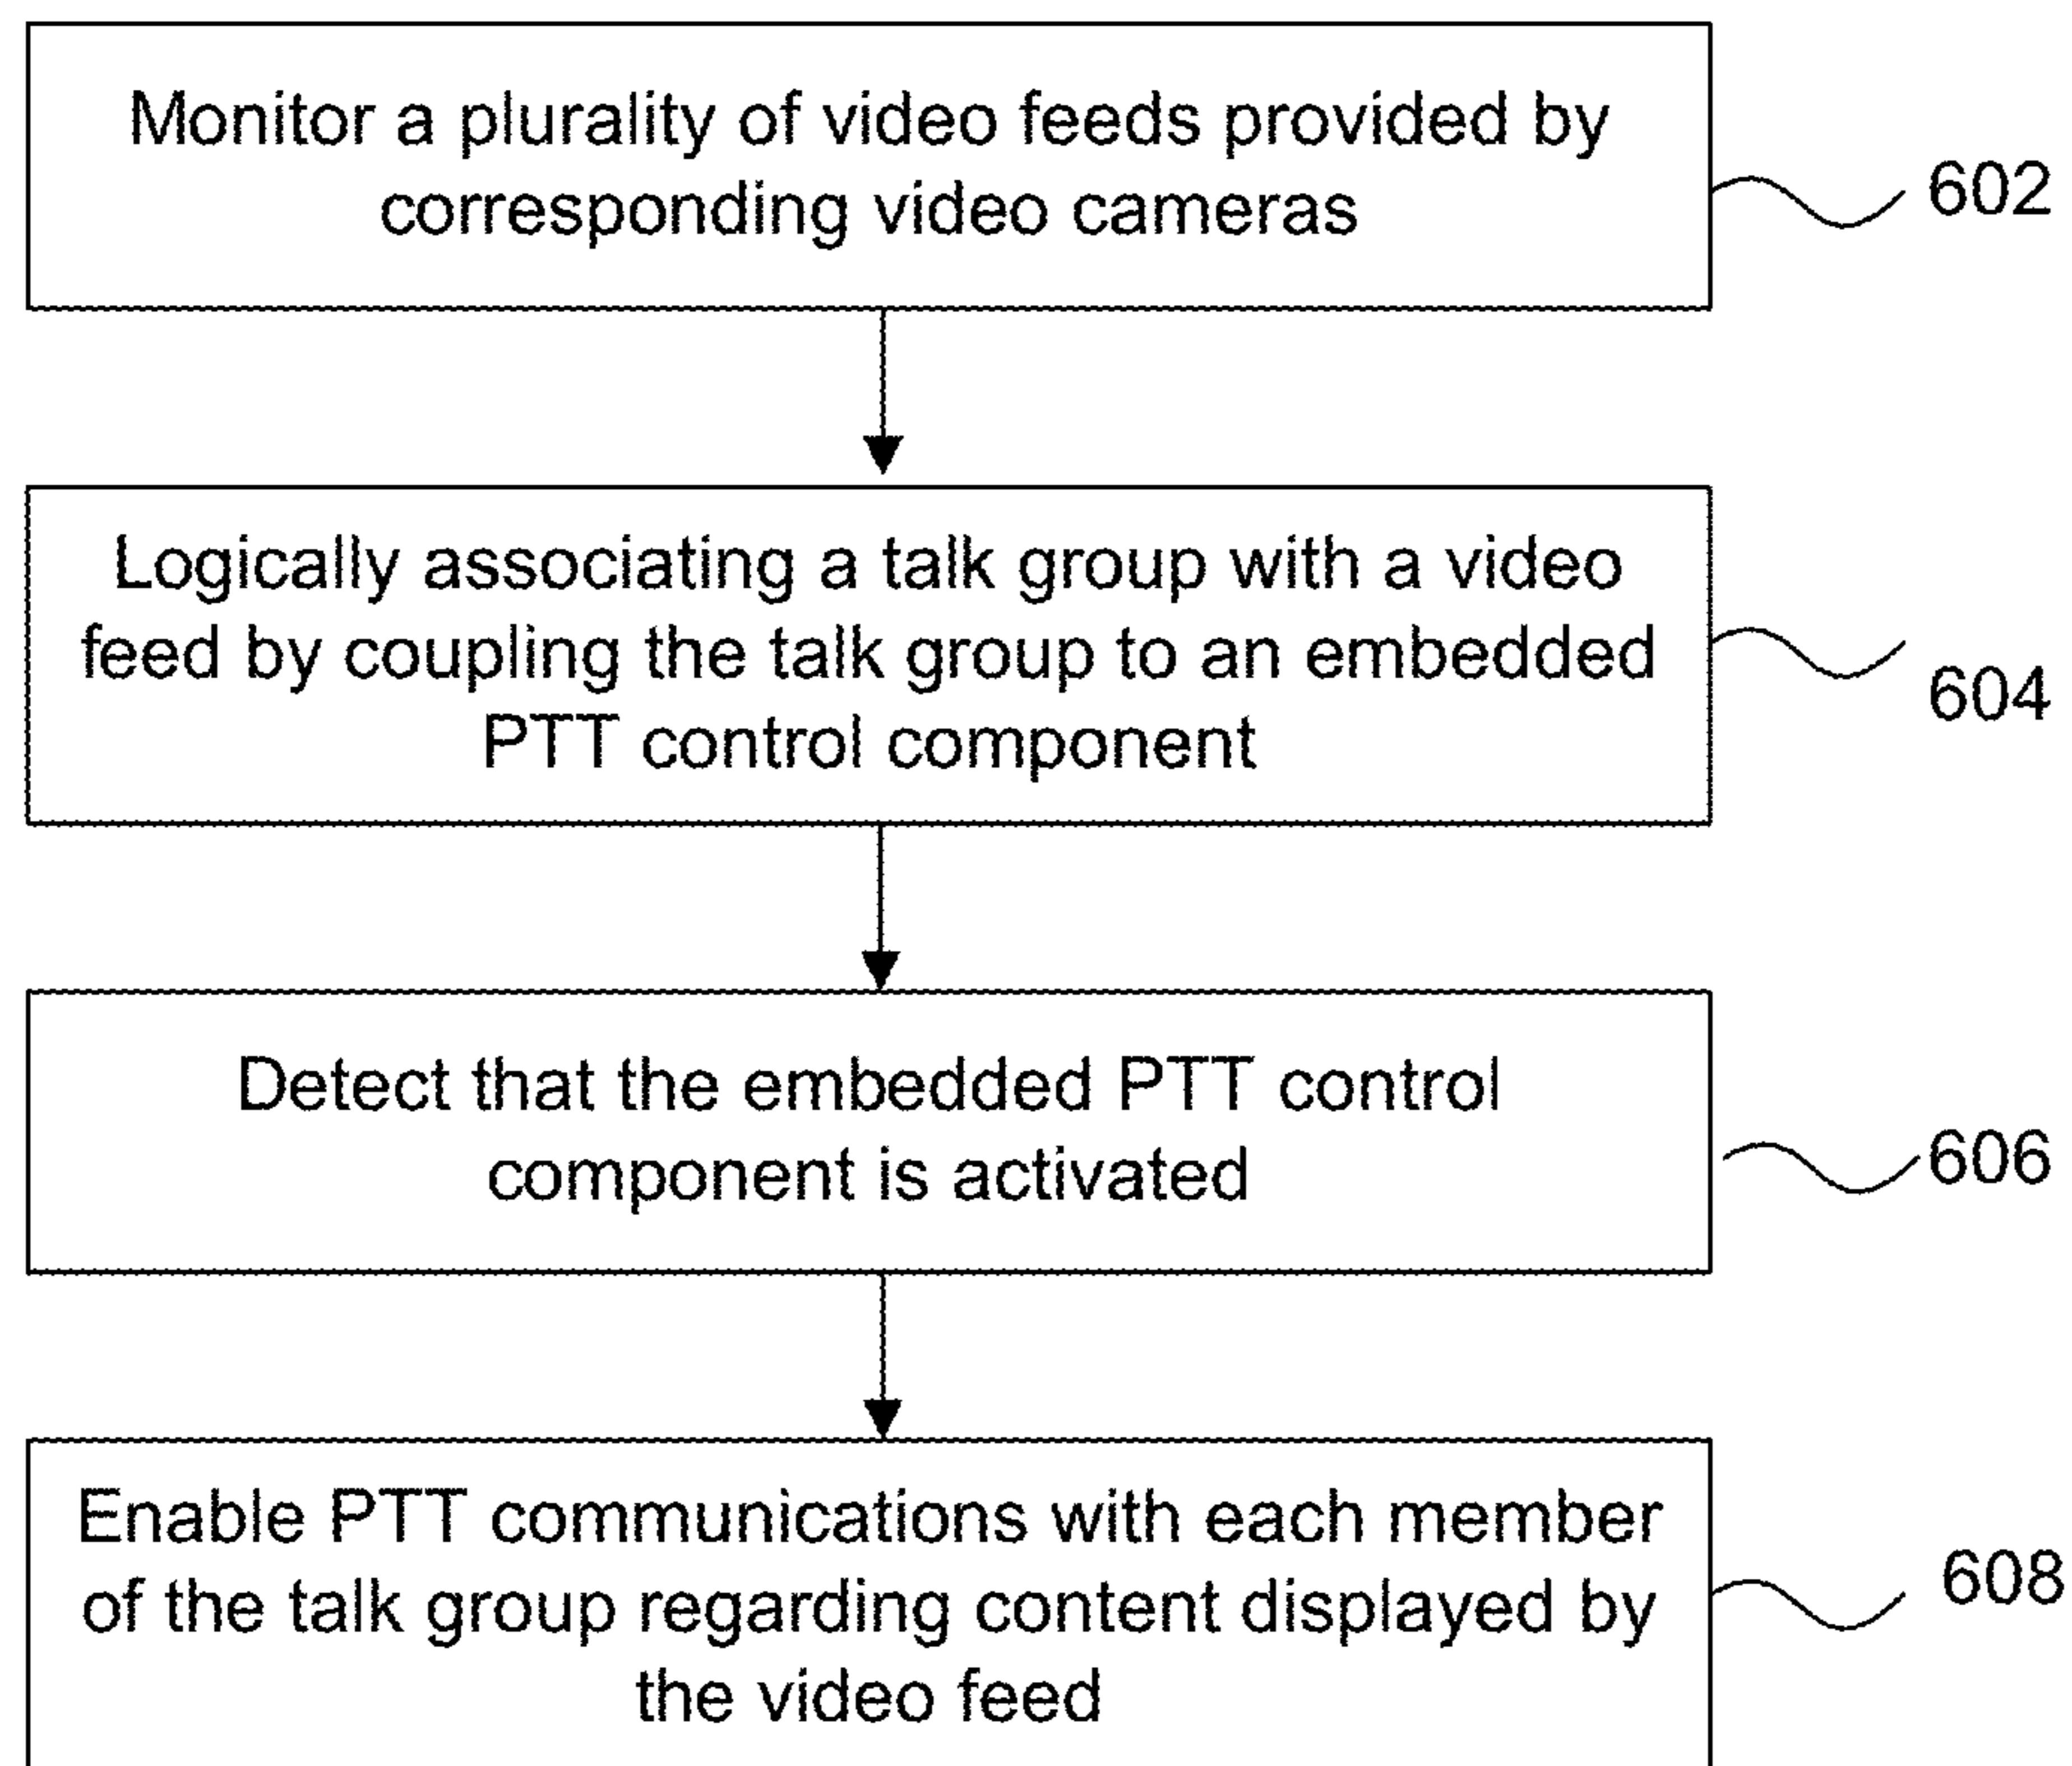 Monitor a plurality of video feeds provided by
corresponding video cameras
602
Logically associating a talk group with a video
feed by coupling the talk group to an embedded
PTT control component
604
Detect that the embedded PTT control
component is activated
606
Enable PTT communications with each member
of the talk group regarding content displayed by
the video feed
608